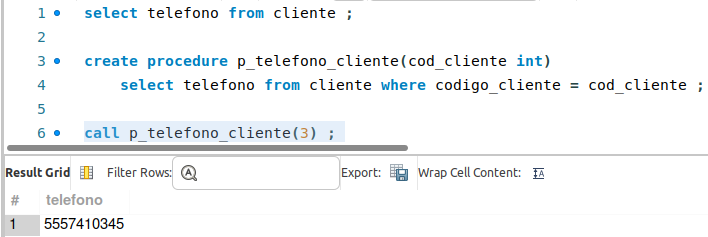 1 select telefono from cliente ;
2
3 create procedure p_telefono_cliente(cod_cliente int)
4 select telefono from cliente where codigo_cliente = cod_cliente ;
5
6 call p_telefono_cliente(3) ;
Result Grid Filter Rows: Export: Wrap Cell Content:
# telefono
1 5557410345